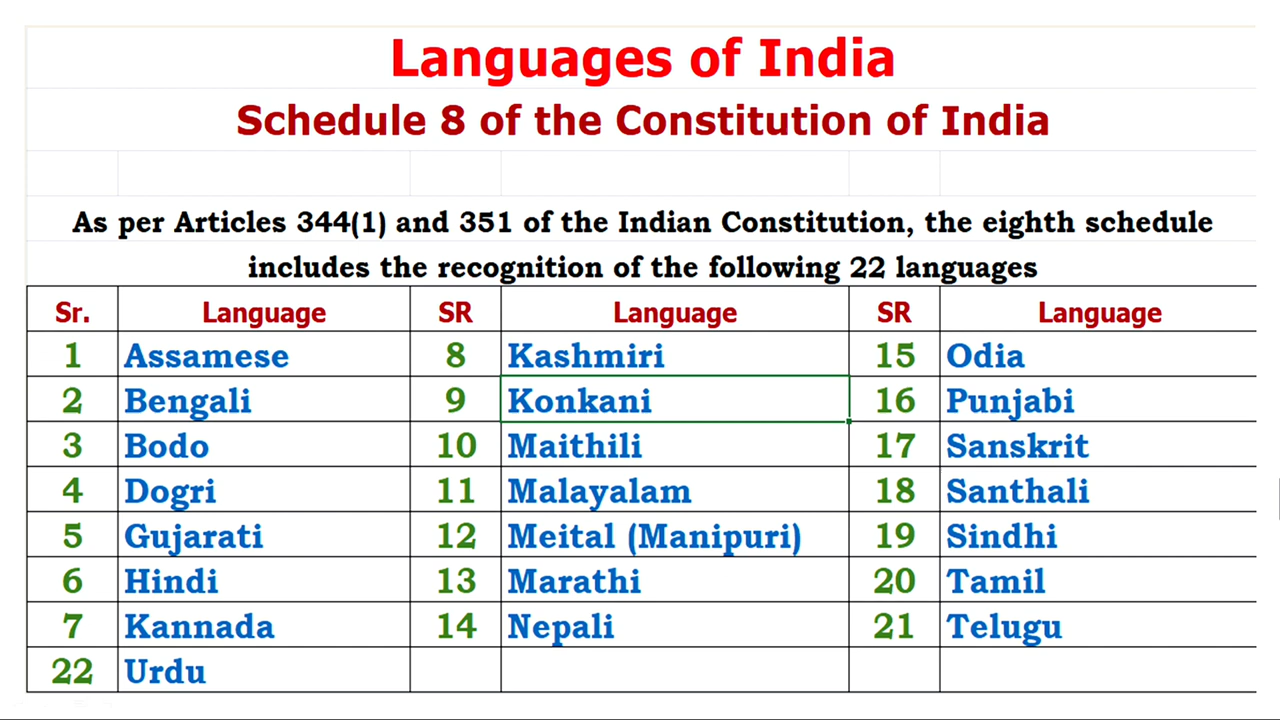 Languages of India
Schedule 8 of the Constitution of India
As per Articles 344(1) and 351 of the Indian Constitution, the eighth schedule
includes the recognition of the following 22 languages
Sr. Language SR Language SR Language
1 Assamese 8 Kashmiri 15 Odia
2 Bengali 9 Konkani 16 Punjabi
3 Bodo 10 Maithili 17 Sanskrit
4 Dogri 11 Malayalam 18 Santhali
5 Gujarati 12 Meital (Manipuri) 19 Sindhi
6 Hindi 13 Marathi 20 Tamil
7 Kannada 14 Nepali 21 Telugu
22 Urdu